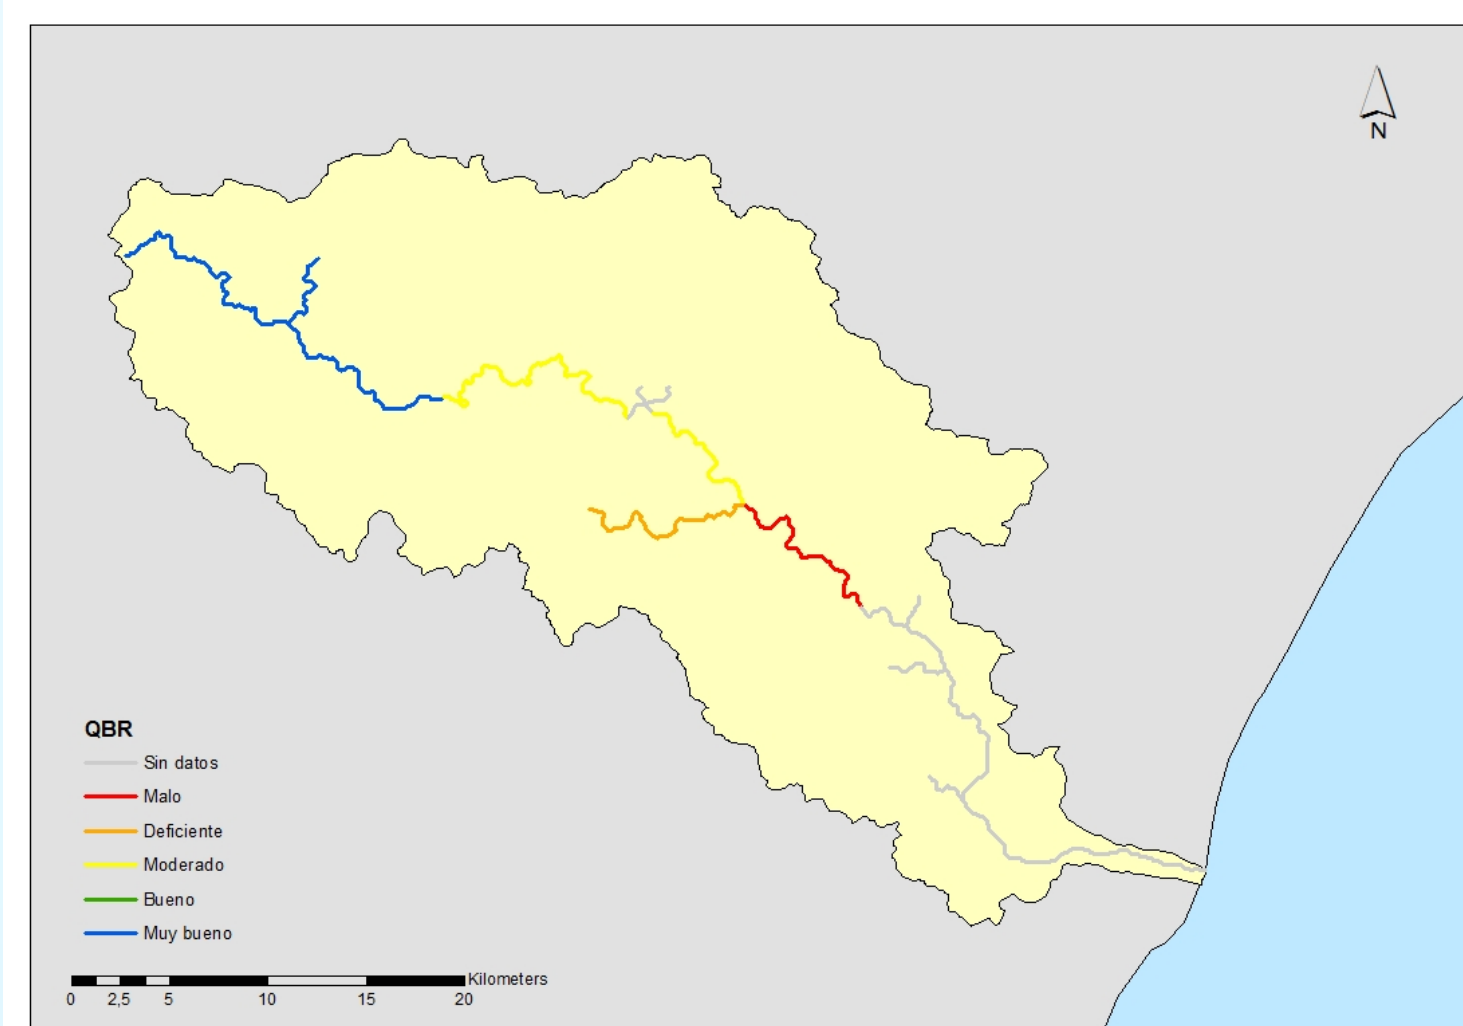 N
QBR
Sin datos
Malo
Deficiente
Moderado
Bueno
Muy bueno
Kilometers
0 2,5 5 10 15 20